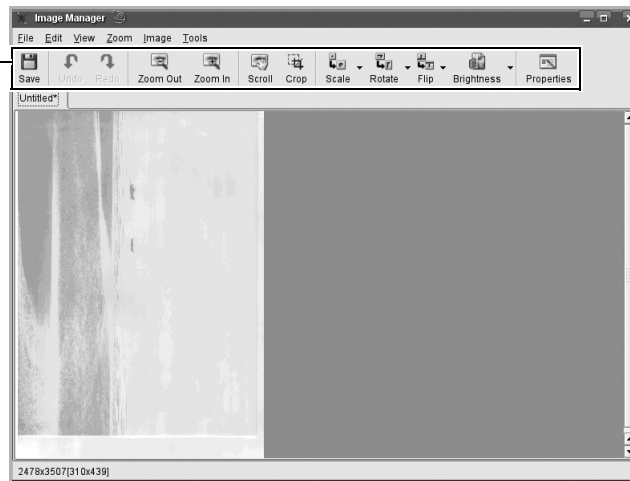 Image Manager
File Edit View Zoom Image Tools
Save Undo Redo Zoom Out Zoom In Scroll Crop Scale Rotate Flip Brightness Properties
Untitled*
2478x3507[310x439]